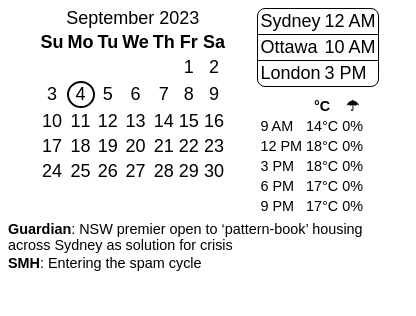 September 2023
Su Mo Tu We Th Fr Sa
1 2
3 4 5 6 7 8 9
10 11 12 13 14 15 16
17 18 19 20 21 22 23
24 25 26 27 28 29 30
Sydney 12 AM
Ottawa 10 AM
London 3 PM
°C ☂
9 AM 14°C 0%
12 PM 18°C 0%
3 PM 18°C 0%
6 PM 17°C 0%
9 PM 17°C 0%
Guardian: NSW premier open to ‘pattern-book’ housing
across Sydney as solution for crisis
SMH: Entering the spam cycle